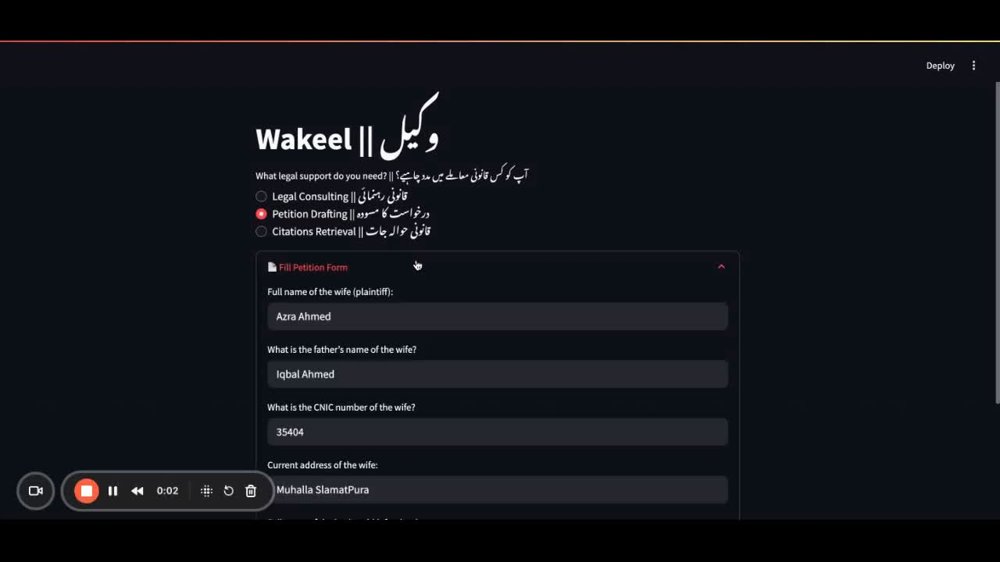 Deploy
Wakeel || وکیل
What legal support do you need? || آپ کو کس قانونی معاملے میں مدد چاہیے؟
Legal Consulting || قانونی رہنمائی
Petition Drafting || درخواست کا مسودہ
Citations Retrieval || قانونی حوالہ جات
Fill Petition Form
Full name of the wife (plaintiff):
Azra Ahmed
What is the father's name of the wife?
Iqbal Ahmed
What is the CNIC number of the wife?
35404
Current address of the wife:
Muhalla SlamatPura
0:02